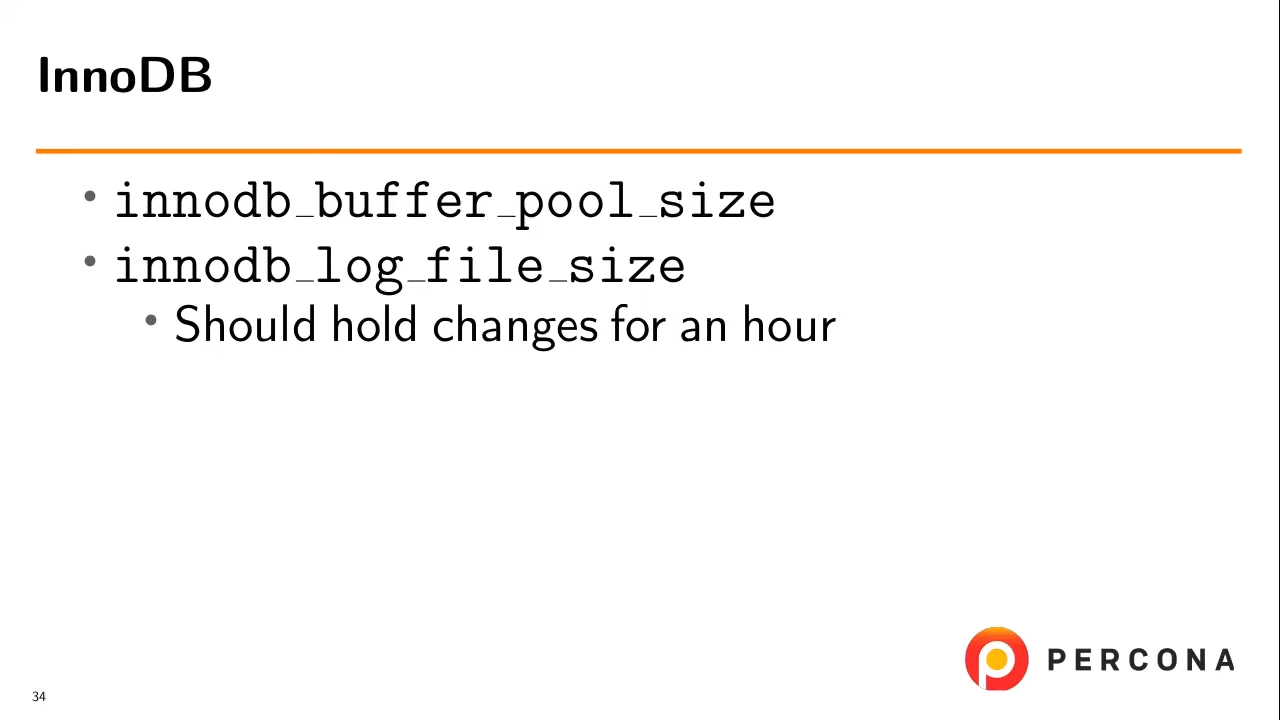 InnoDB
• innodb_buffer_pool_size
• innodb_log_file_size
• Should hold changes for an hour
PERCONA
34